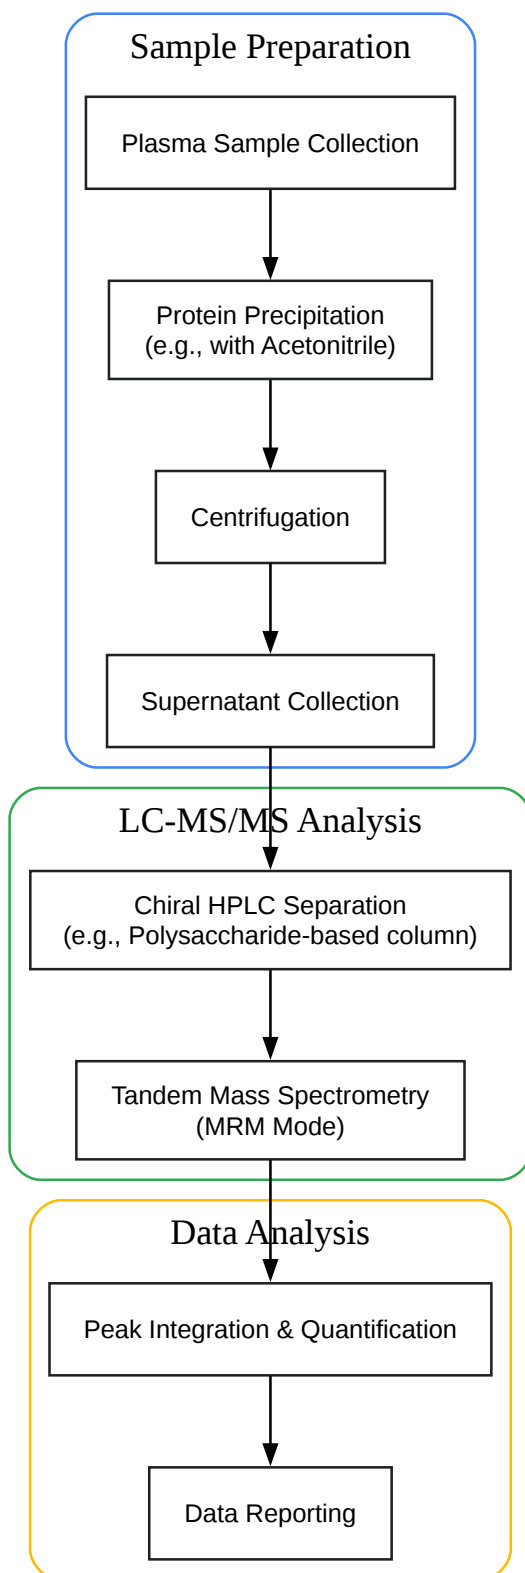 Sample Preparation
Plasma Sample Collection
Protein Precipitation
(e.g., with Acetonitrile)
Centrifugation
Supernatant Collection
LC-MS/MS Analysis
Chiral HPLC Separation
(e.g., Polysaccharide-based column)
Tandem Mass Spectrometry
(MRM Mode)
Data Analysis
Peak Integration & Quantification
Data Reporting